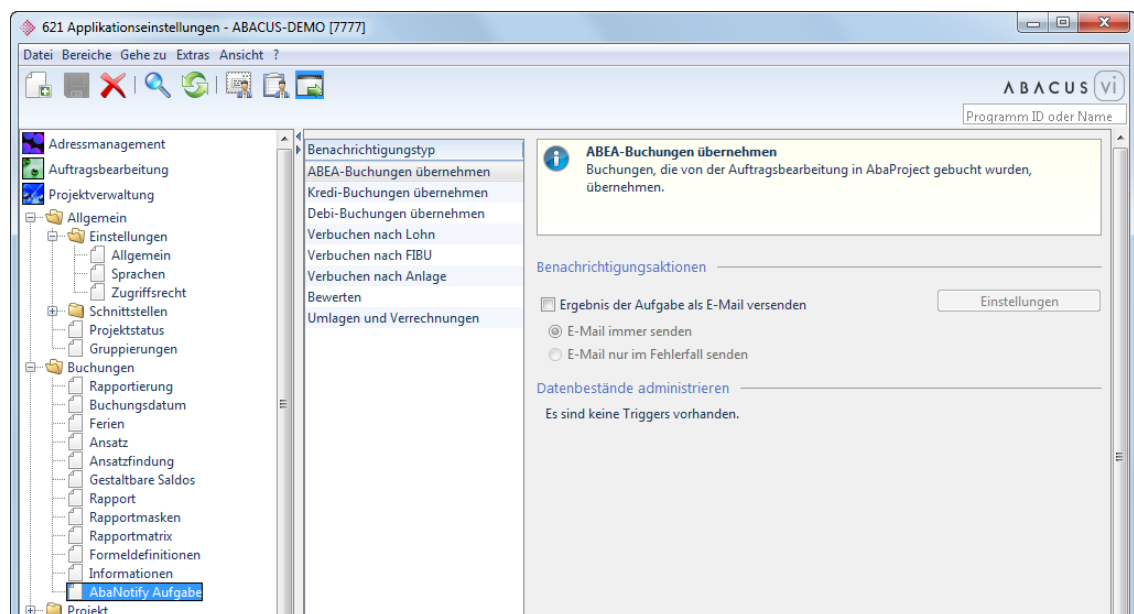 621 Applikationseinstellungen - ABACUS-DEMO [7777]
Datei Bereiche Gehe zu Extras Ansicht ?
ABACUS vi
Programm ID oder Name
Adressmanagement
Auftragsbearbeitung
Projektverwaltung
Allgemein
Einstellungen
Allgemein
Sprachen
Zugriffsrecht
Schnittstellen
Projektstatus
Gruppierungen
Buchungen
Rapportierung
Buchungsdatum
Ferien
Ansatz
Ansatzfindung
Gestaltbare Saldos
Rapport
Rapportmasken
Rapportmatrix
Formeldefinitionen
Informationen
AbaNotify Aufgabe
Projekt
Benachrichtigungstyp
ABEA-Buchungen übernehmen
Kredi-Buchungen übernehmen
Debi-Buchungen übernehmen
Verbuchen nach Lohn
Verbuchen nach FIBU
Verbuchen nach Anlage
Bewerten
Umlagen und Verrechnungen
ABEA-Buchungen übernehmen
Buchungen, die von der Auftragsbearbeitung in AbaProject gebucht wurden,
übernehmen.
Benachrichtigungsaktionen
Ergebnis der Aufgabe als E-Mail versenden
Einstellungen
E-Mail immer senden
E-Mail nur im Fehlerfall senden
Datenbestände administrieren
Es sind keine Triggers vorhanden.